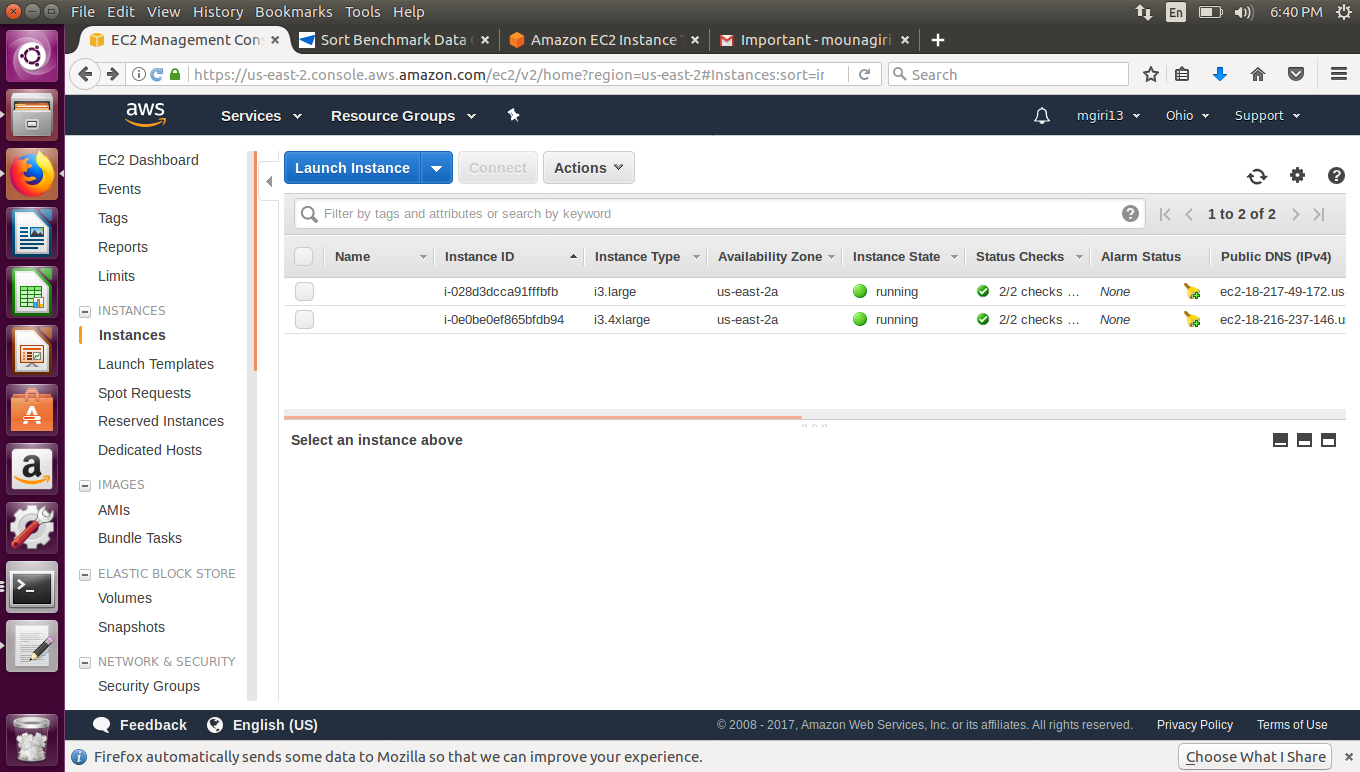 File Edit View History Bookmarks Tools Help
En
6:40 PM
EC2 Management Cons
Sort Benchmark Data
Amazon EC2 Instance
Important - mounagiri
https://us-east-2.console.aws.amazon.com/ec2/v2/home?region=us-east-2#Instances:sort=in
Search
aws
Services
Resource Groups
mgiri13
Ohio
Support
EC2 Dashboard
Events
Tags
Reports
Limits
INSTANCES
Instances
Launch Templates
Spot Requests
Reserved Instances
Dedicated Hosts
IMAGES
AMIs
Bundle Tasks
ELASTIC BLOCK STORE
Volumes
Snapshots
NETWORK & SECURITY
Security Groups
Launch Instance
Connect
Actions
Filter by tags and attributes or search by keyword
1 to 2 of 2
Name Instance ID Instance Type Availability Zone Instance State Status Checks Alarm Status Public DNS (IPv4)
i-028d3dcca91fffbfb i3.large us-east-2a running 2/2 checks ... None ec2-18-217-49-172.us
i-0e0be0ef865bfdb94 i3.4xlarge us-east-2a running 2/2 checks ... None ec2-18-216-237-146.u
Select an instance above
Feedback
English (US)
© 2008 - 2017, Amazon Web Services, Inc. or its affiliates. All rights reserved.
Privacy Policy
Terms of Use
Firefox automatically sends some data to Mozilla so that we can improve your experience.
Choose What I Share